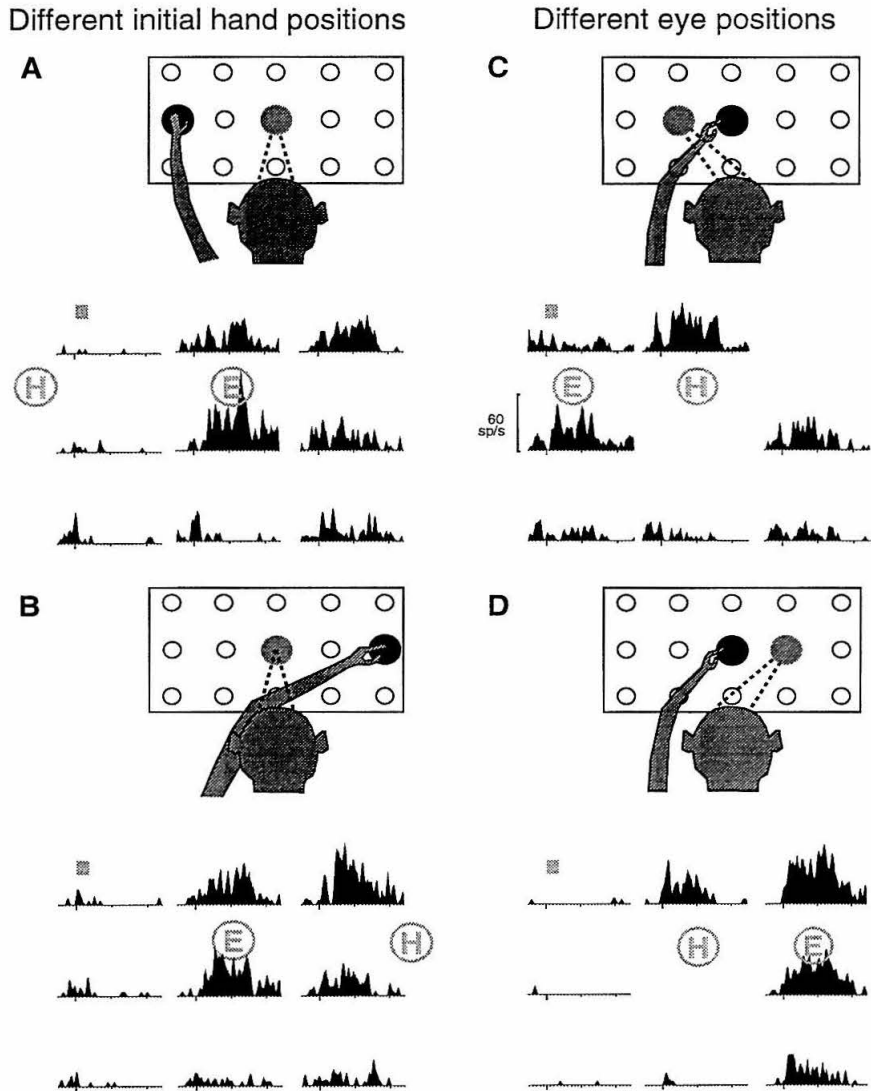 Different initial hand positions
Different eye positions
A
C
H
E
E
H
60
sp/s
B
D
E
H
H
E